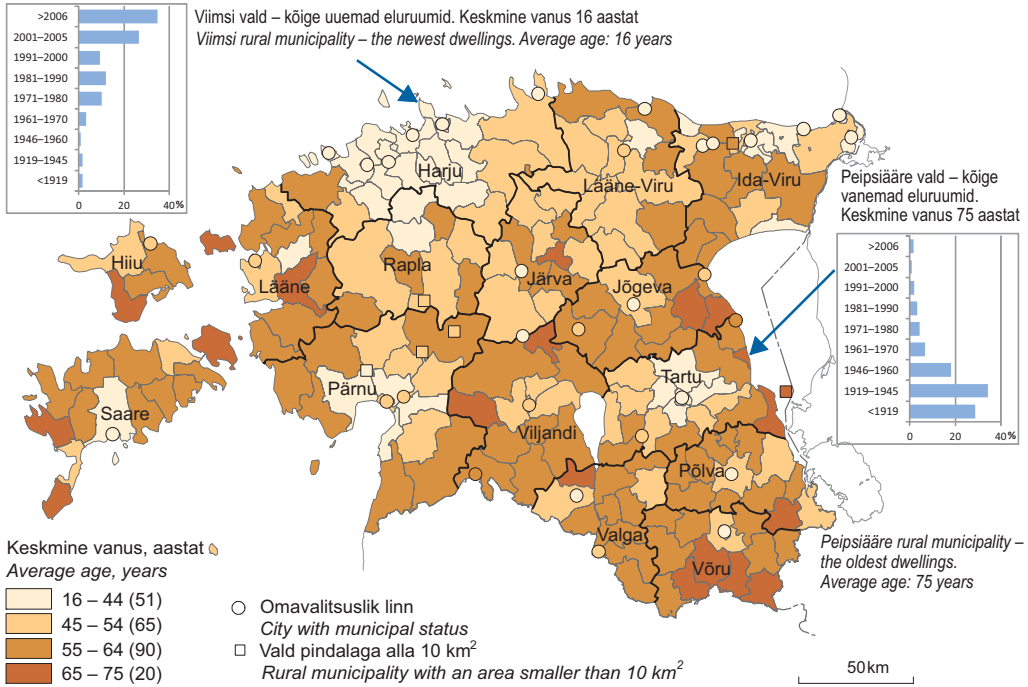 >2006
2001–2005
1991–2000
1981–1990
1971–1980
1961–1970
1946–1960
1919–1945
<1919
0 20 40%
Viimsi vald – kõige uuemad eluruumid. Keskmine vanus 16 aastat
Viimsi rural municipality – the newest dwellings. Average age: 16 years
Harju
Lääne-Viru
Ida-Viru
Hiiu
Lääne
Rapla
Järva
Jõgeva
Saare
Pärnu
Viljandi
Tartu
Põlva
Valga
Võru
Peipsiääre vald – kõige
vanemad eluruumid.
Keskmine vanus 75 aastat
>2006
2001–2005
1991–2000
1981–1990
1971–1980
1961–1970
1946–1960
1919–1945
<1919
0 20 40%
Peipsiääre rural municipality –
the oldest dwellings.
Average age: 75 years
Keskmine vanus, aastat
Average age, years
16 – 44 (51)
45 – 54 (65)
55 – 64 (90)
65 – 75 (20)
Omavalitsuslik linn
City with municipal status
Vald pindalaga alla 10 km²
Rural municipality with an area smaller than 10 km²
50 km